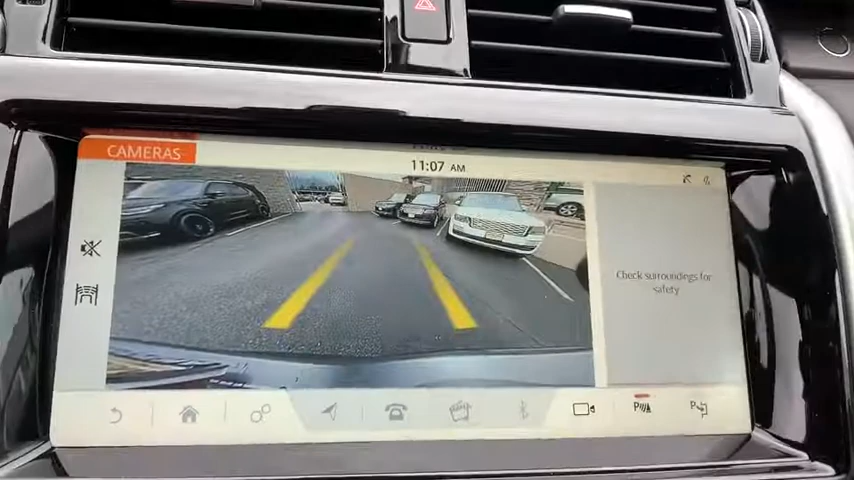 CAMERAS
11:07 AM
Check surroundings for
safety
P
P